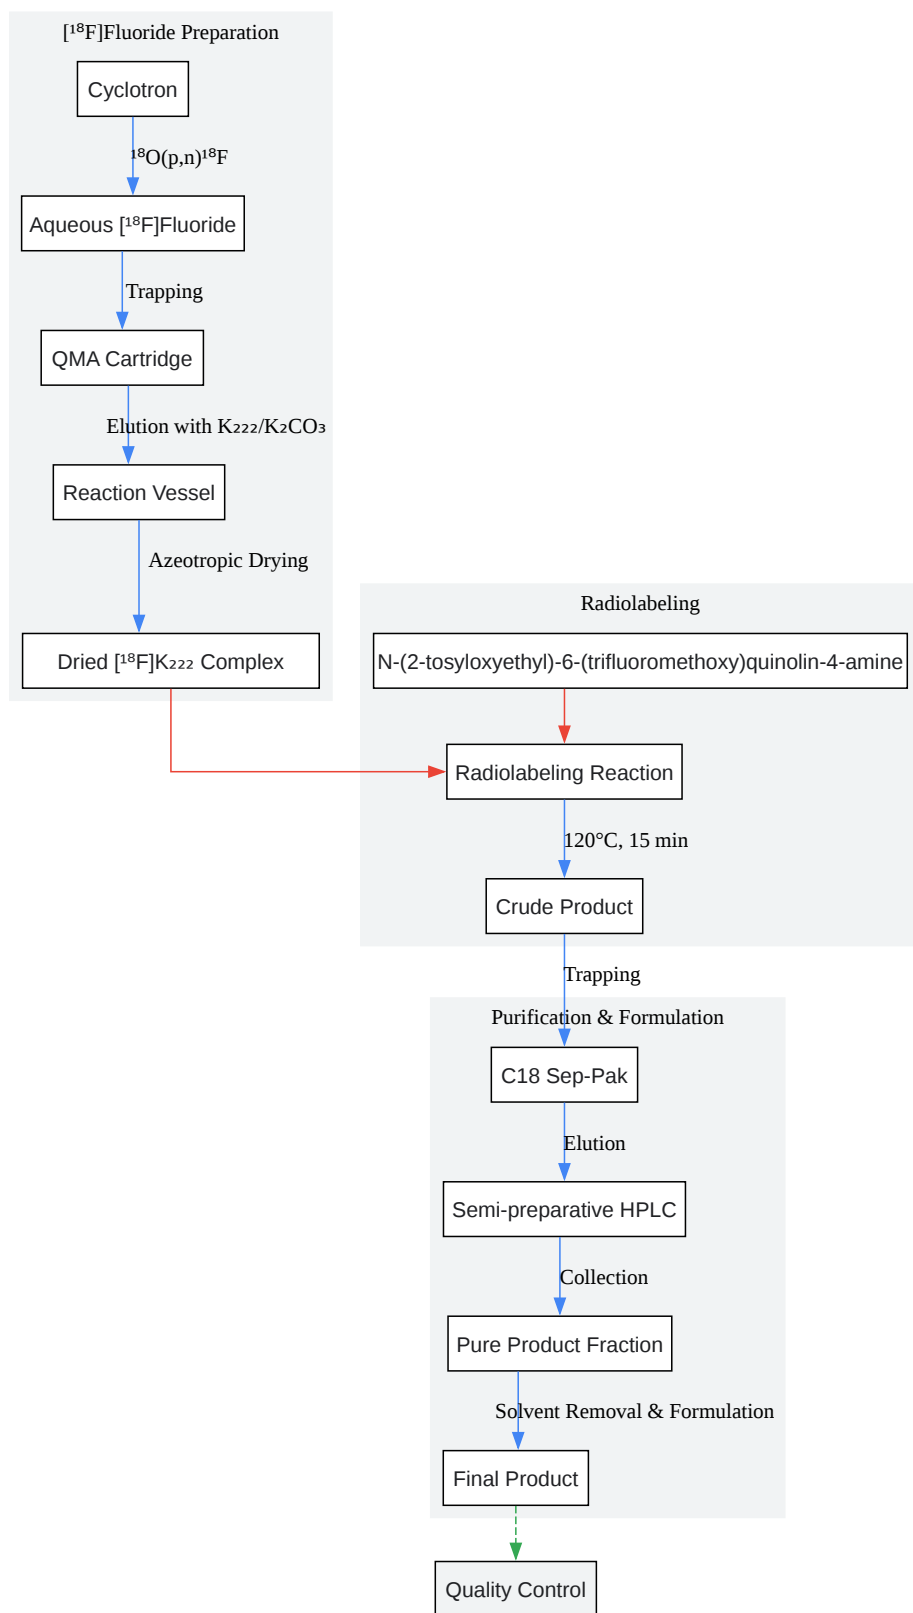 [¹⁸F]Fluoride Preparation
Cyclotron
¹⁸O(p,n)¹⁸F
Aqueous [¹⁸F]Fluoride
Trapping
QMA Cartridge
Elution with K₂₂₂/K₂CO₃
Reaction Vessel
Azeotropic Drying
Dried [¹⁸F]K₂₂₂ Complex
Radiolabeling
N-(2-tosyloxyethyl)-6-(trifluoromethoxy)quinolin-4-amine
Radiolabeling Reaction
120°C, 15 min
Crude Product
Trapping
Purification & Formulation
C18 Sep-Pak
Elution
Semi-preparative HPLC
Collection
Pure Product Fraction
Solvent Removal & Formulation
Final Product
Quality Control